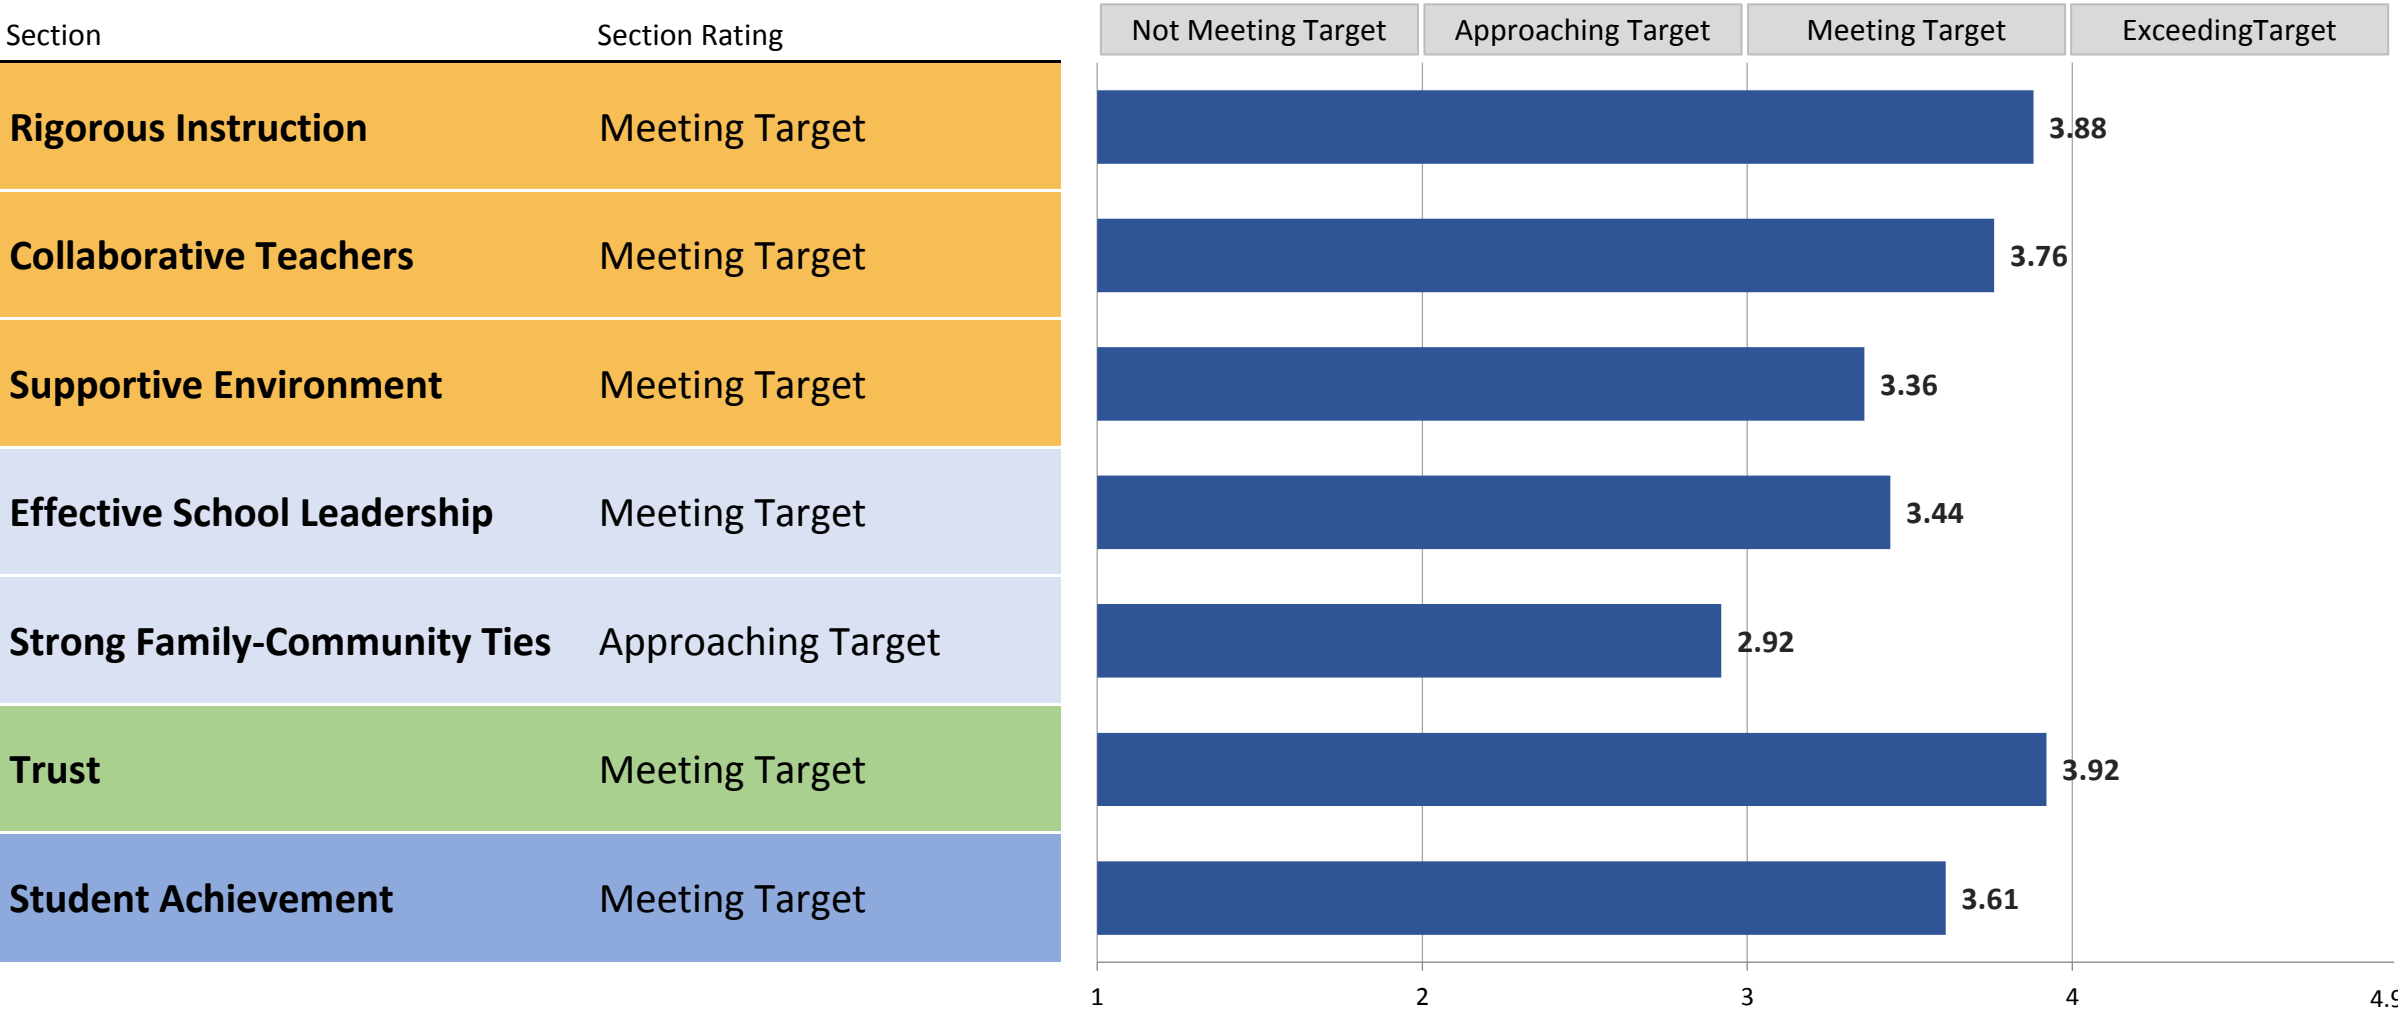 Section Section Rating Not Meeting Target Approaching Target Meeting Target ExceedingTarget
Rigorous Instruction Meeting Target 3.88
Collaborative Teachers Meeting Target 3.76
Supportive Environment Meeting Target 3.36
Effective School Leadership Meeting Target 3.44
Strong Family-Community Ties Approaching Target 2.92
Trust Meeting Target 3.92
Student Achievement Meeting Target 3.61
1 2 3 4 4.9